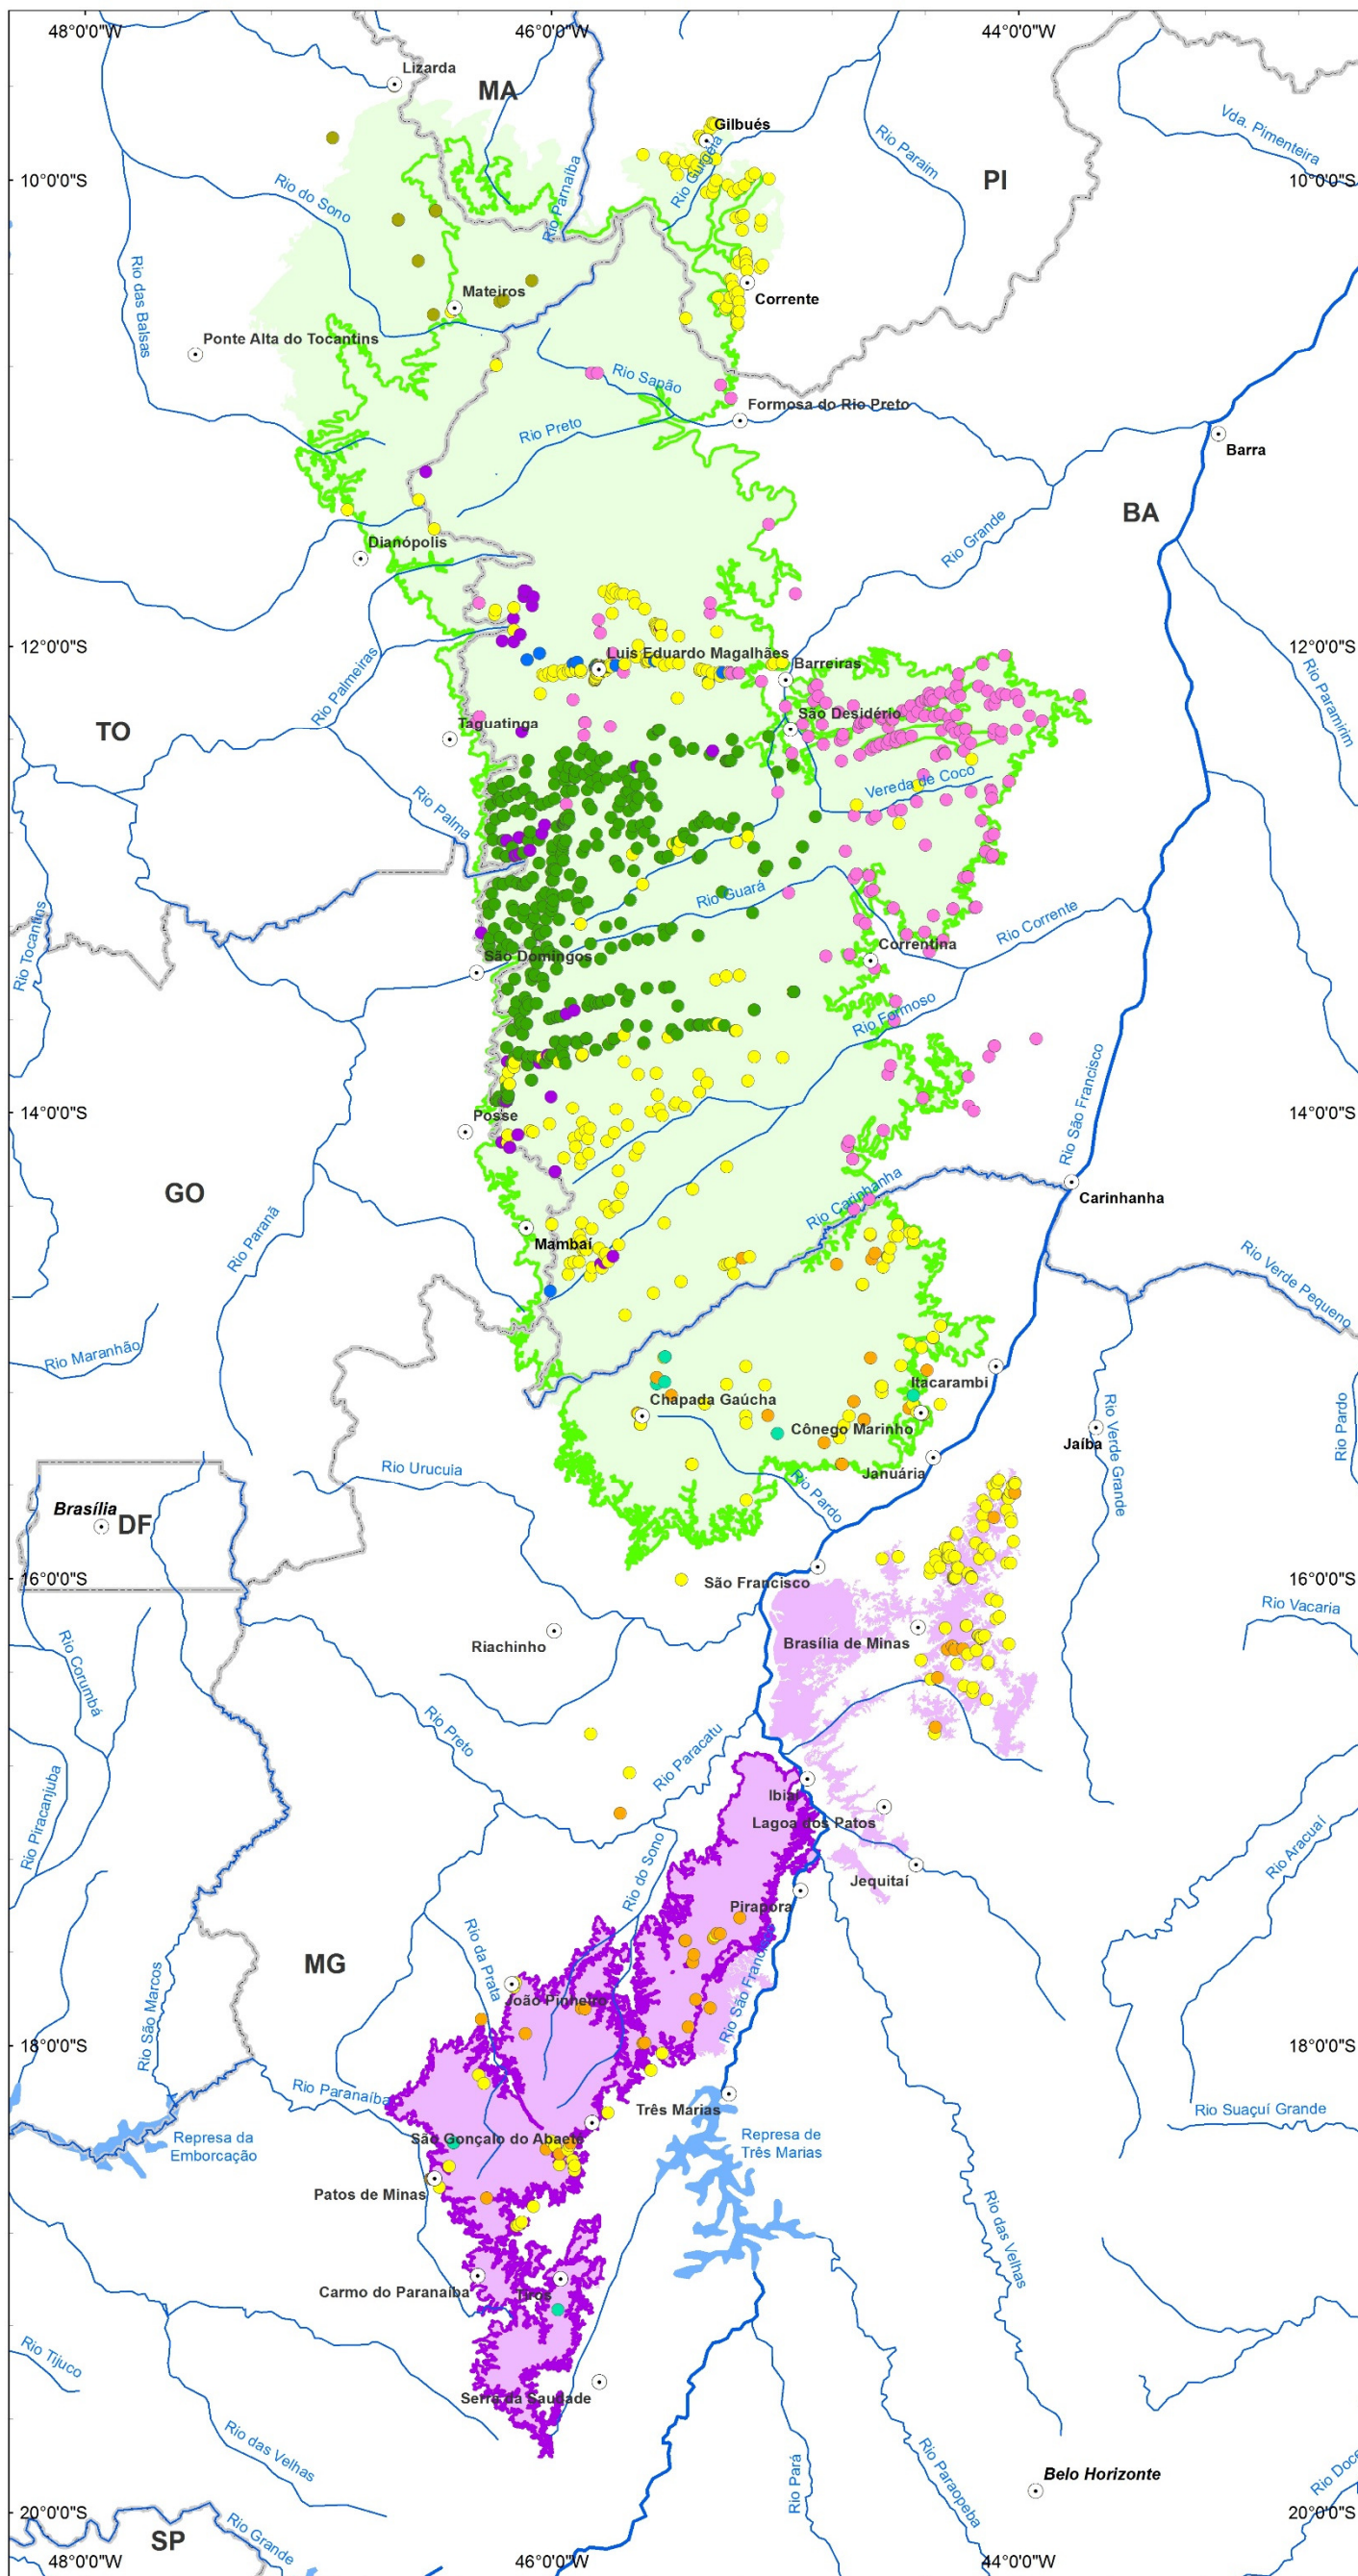 48°0'0"W
46°0'0"W
44°0'0"W
Lizarda
MA
Gilbués
Vda. Pimenteira
Rio Paraim
10°0'0"S
Rio do Sono
Rio Parnaíba
Rio Gurgéia
PI
10°0'0"S
Rio das Balsas
Mateiros
Corrente
Ponte Alta do Tocantins
Rio Sapão
Formosa do Rio Preto
Rio Preto
Barra
BA
Rio Grande
Dianópolis
12°0'0"S
Luis Eduardo Magalhães
Barreiras
12°0'0"S
Rio Palmeiras
Rio Paramirim
TO
Taguatinga
São Desidério
Vereda de Coco
Rio Palma
Rio Guará
Rio Tocantins
Correntina
Rio Corrente
São Domingos
Rio Formoso
14°0'0"S
Posse
Rio São Francisco
14°0'0"S
GO
Rio Carinhanha
Carinhanha
Rio Paranã
Mambaí
Rio Verde Pequeno
Rio Maranhão
Itacarambi
Chapada Gaúcha
Cônego Marinho
Rio Verde Grande
Rio Pardo
Jaíba
Rio Urucuia
Januária
Rio Pardo
Brasília
DF
16°0'0"S
São Francisco
16°0'0"S
Rio Vacaria
Riachinho
Brasília de Minas
Rio Corumbá
Rio Preto
Rio Paracatu
Rio Piracanjuba
Ibiaí
Lagoa dos Patos
Rio Araçuaí
Rio do Sono
Jequitaí
Pirapora
MG
Rio da Prata
João Pinheiro
Rio São Francisco
Rio São Marcos
18°0'0"S
18°0'0"S
Rio Paranaíba
Três Marias
Rio Suaçuí Grande
Represa da
Emborcação
São Gonçalo do Abaeté
Represa de
Três Marias
Patos de Minas
Rio das Velhas
Carmo do Paranaíba
Tiros
Rio Tijuco
Serra da Saudade
Rio das Velhas
Rio Pará
Rio Paraopeba
Belo Horizonte
Rio Doce
20°0'0"S
20°0'0"S
SP
Rio Grande
48°0'0"W
46°0'0"W
44°0'0"W